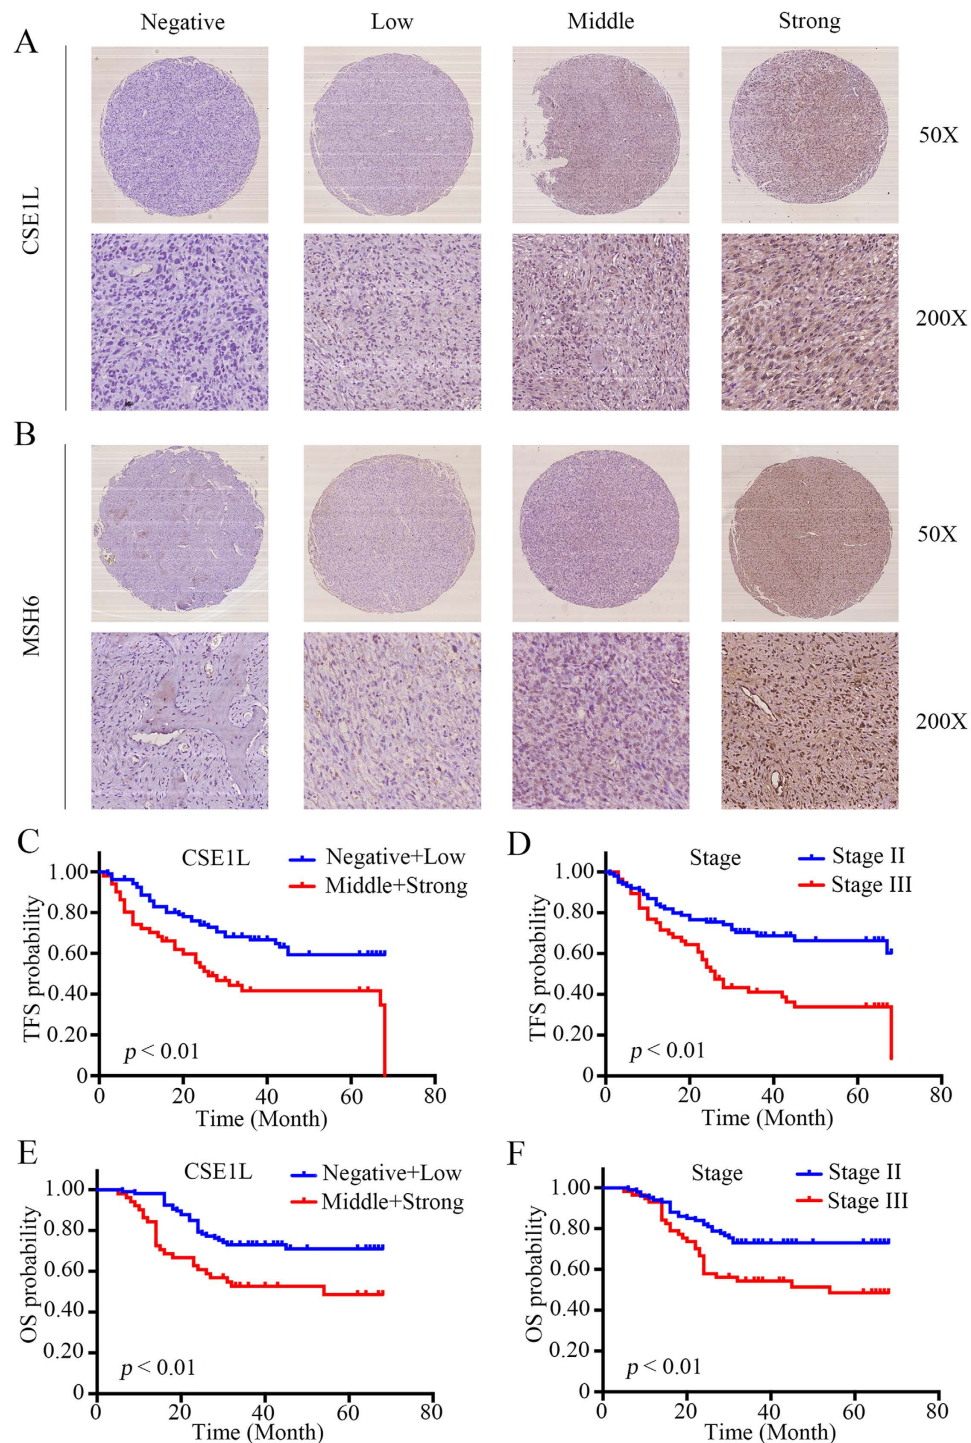 Negative Low Middle Strong
A
CSE1L
50X
200X
B
MSH6
50X
200X
C
CSE1L
Negative+Low
Middle+Strong
TFS probability
1.00
0.80
0.60
0.40
0.20
0
p < 0.01
0 20 40 60 80
Time (Month)
D
Stage
Stage II
Stage III
TFS probability
1.00
0.80
0.60
0.40
0.20
0
p < 0.01
0 20 40 60 80
Time (Month)
E
CSE1L
Negative+Low
Middle+Strong
OS probability
1.00
0.80
0.60
0.40
0.20
0
p < 0.01
0 20 40 60 80
Time (Month)
F
Stage
Stage II
Stage III
OS probability
1.00
0.80
0.60
0.40
0.20
0
p < 0.01
0 20 40 60 80
Time (Month)